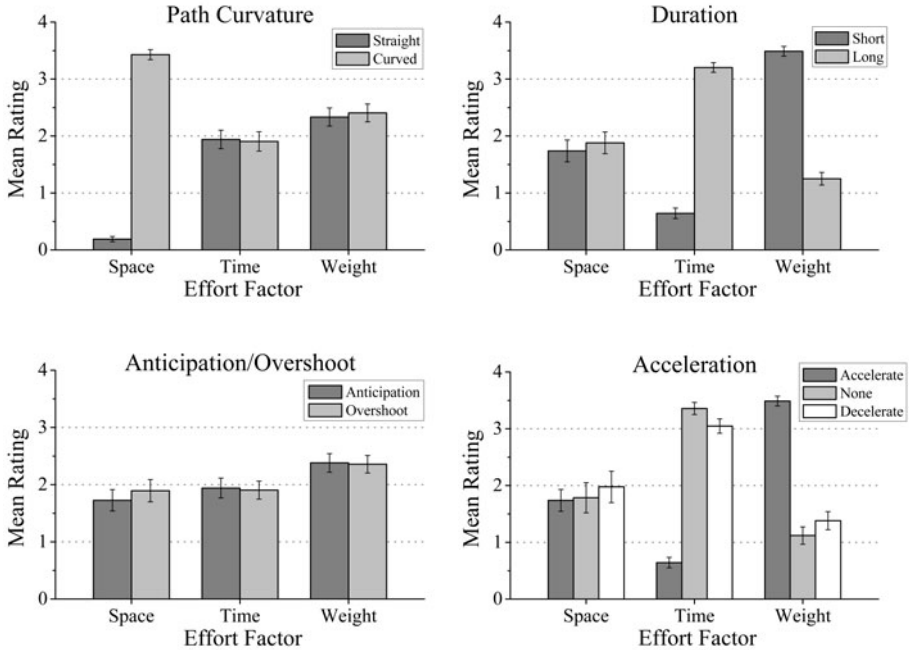 Path Curvature
Straight
Curved
4
3
2
1
0
Mean Rating
Space Time Weight
Effort Factor
Duration
Short
Long
4
3
2
1
0
Mean Rating
Space Time Weight
Effort Factor
Anticipation/Overshoot
Anticipation
Overshoot
4
3
2
1
0
Mean Rating
Space Time Weight
Effort Factor
Acceleration
Accelerate
None
Decelerate
4
3
2
1
0
Mean Rating
Space Time Weight
Effort Factor